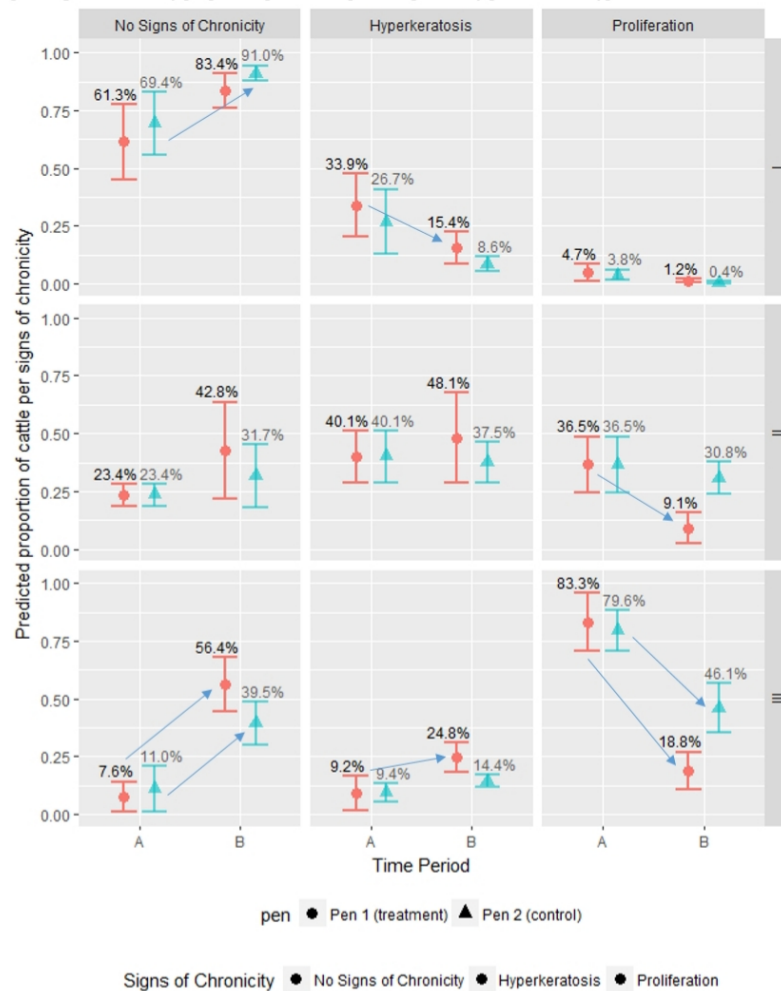 No Signs of Chronicity Hyperkeratosis Proliferation
Predicted proportion of cattle per signs of chronicity
1.00
0.75
0.50
0.25
0.00
61.3% 69.4% 83.4% 91.0%
33.9% 26.7% 15.4% 8.6%
4.7% 3.8% 1.2% 0.4%
I
1.00
0.75
0.50
0.25
0.00
23.4% 23.4% 42.8% 31.7%
40.1% 40.1% 48.1% 37.5%
36.5% 36.5% 9.1% 30.8%
II
1.00
0.75
0.50
0.25
0.00
7.6% 11.0% 56.4% 39.5%
9.2% 9.4% 24.8% 14.4%
83.3% 79.6% 18.8% 46.1%
III
A B A B A B
Time Period
pen Pen 1 (treatment) Pen 2 (control)
Signs of Chronicity No Signs of Chronicity Hyperkeratosis Proliferation